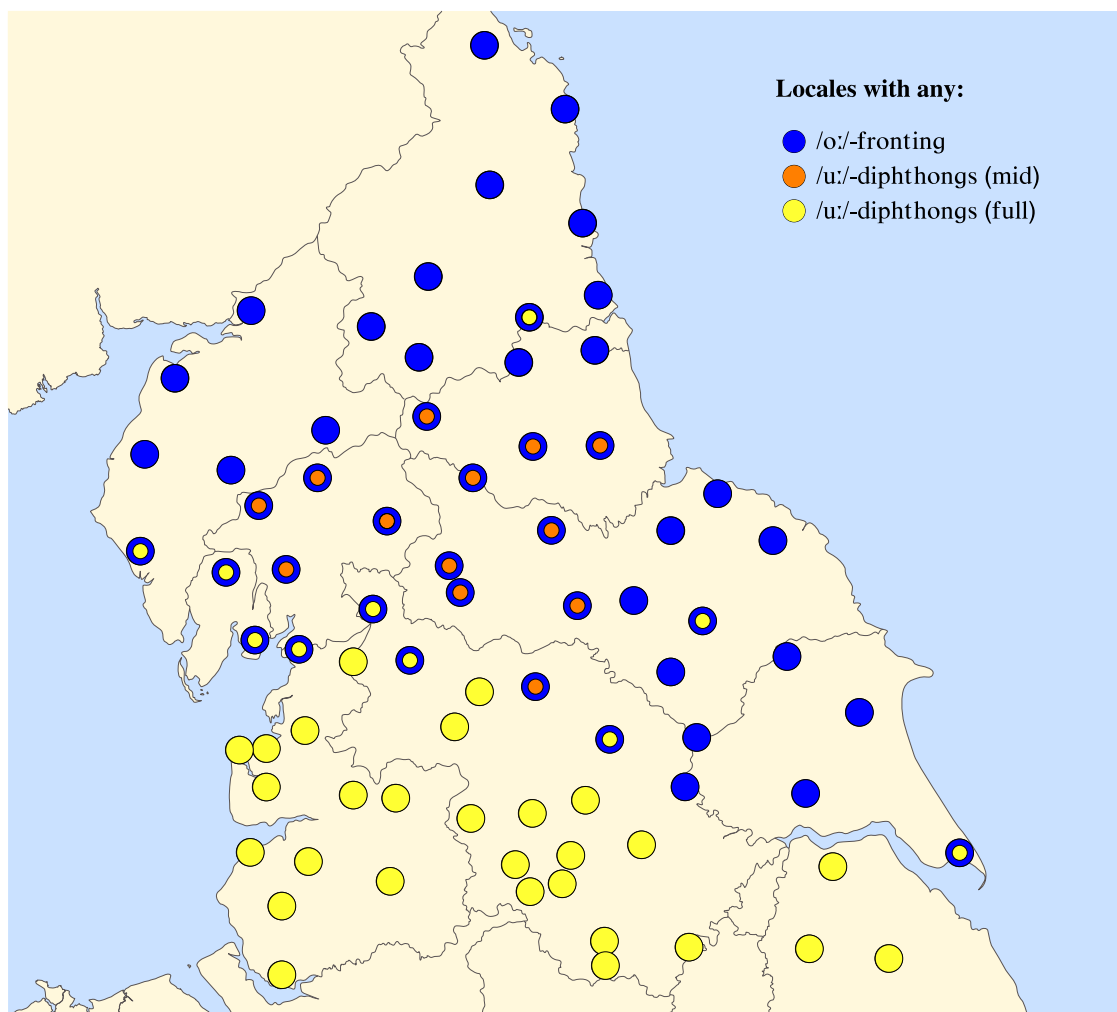 Locales with any:
/oː/-fronting
/uː/-diphthongs (mid)
/uː/-diphthongs (full)